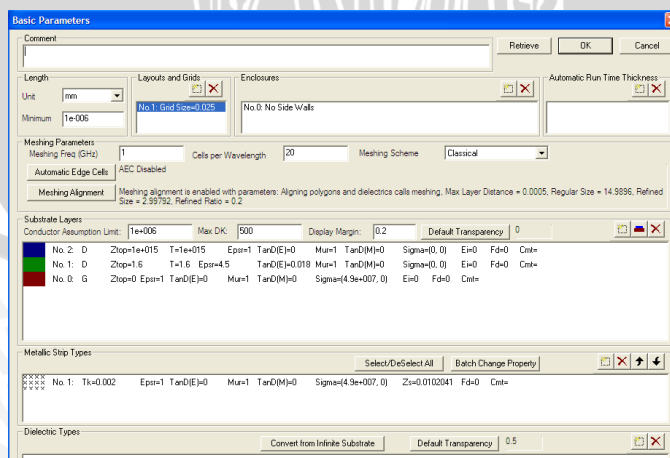 Basic Parameters
Comment
Retrieve OK Cancel
Length
Unit mm
Minimum 1e-006
Layouts and Grids
No.1: Grid Size=0.025
Enclosures
No.0: No Side Walls
Automatic Run Time Thickness
Meshing Parameters
Meshing Freq (GHz) 1 Cells per Wavelength 20 Meshing Scheme Classical
Automatic Edge Cells AEC Disabled
Meshing Alignment Meshing alignment is enabled with parameters: Aligning polygons and dielectrics calls meshing, Max Layer Distance = 0.0005, Regular Size = 14.9896, Refined
Size = 2.99792, Refined Ratio = 0.2
Substrate Layers
Conductor Assumption Limit: 1e+006 Max DK: 500 Display Margin: 0.2 Default Transparency 0
No. 2: D Ztop=1e+015 T=1e+015 Epsr=1 TanD(E)=0 Mur=1 TanD(M)=0 Sigma=(0, 0) Ei=0 Fd=0 Cmt=
No. 1: D Ztop=1.6 T=1.6 Epsr=4.5 TanD(E)=0.018 Mur=1 TanD(M)=0 Sigma=(0, 0) Ei=0 Fd=0 Cmt=
No. 0: G Ztop=0 Epsr=1 TanD(E)=0 Mur=1 TanD(M)=0 Sigma=(4.9e+007, 0) Ei=0 Fd=0 Cmt=
Metallic Strip Types
Select/DeSelect All Batch Change Property
No. 1: Tk=0.002 Epsr=1 TanD(E)=0 Mur=1 TanD(M)=0 Sigma=(4.9e+007, 0) Zs=0.0102041 Fd=0 Cmt=
Dielectric Types
Convert from Infinite Substrate Default Transparency 0.5